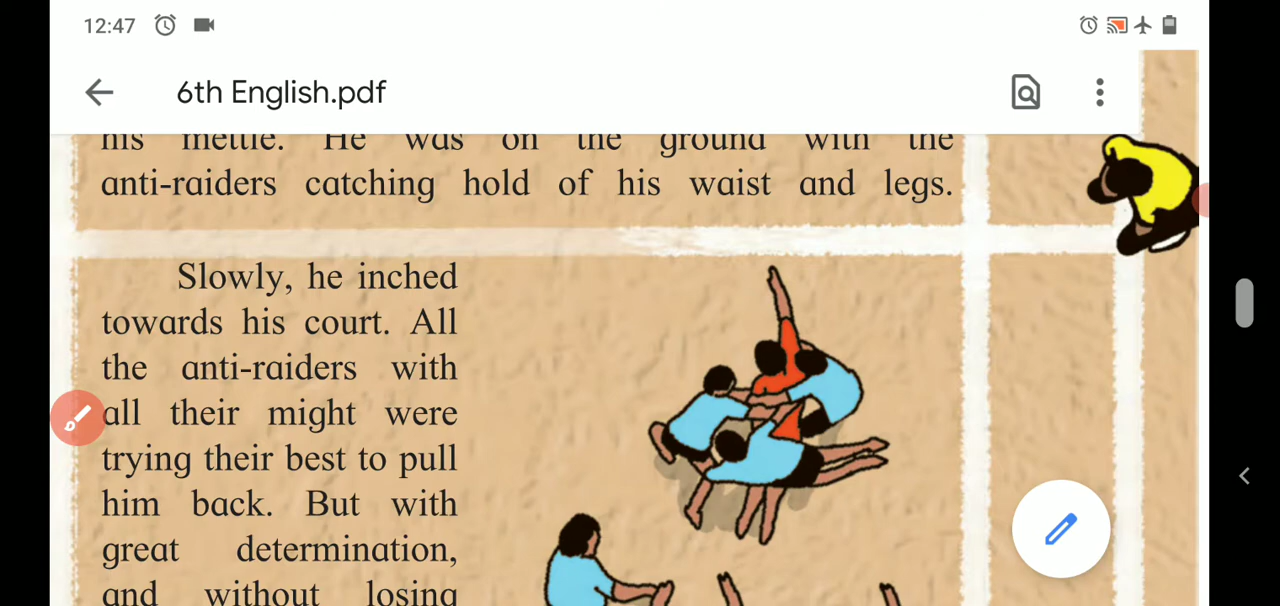 12:47
6th English.pdf
his mettle. He was on the ground with the
anti-raiders catching hold of his waist and legs.
Slowly, he inched
towards his court. All
the anti-raiders with
all their might were
trying their best to pull
him back. But with
great determination,
and without losing